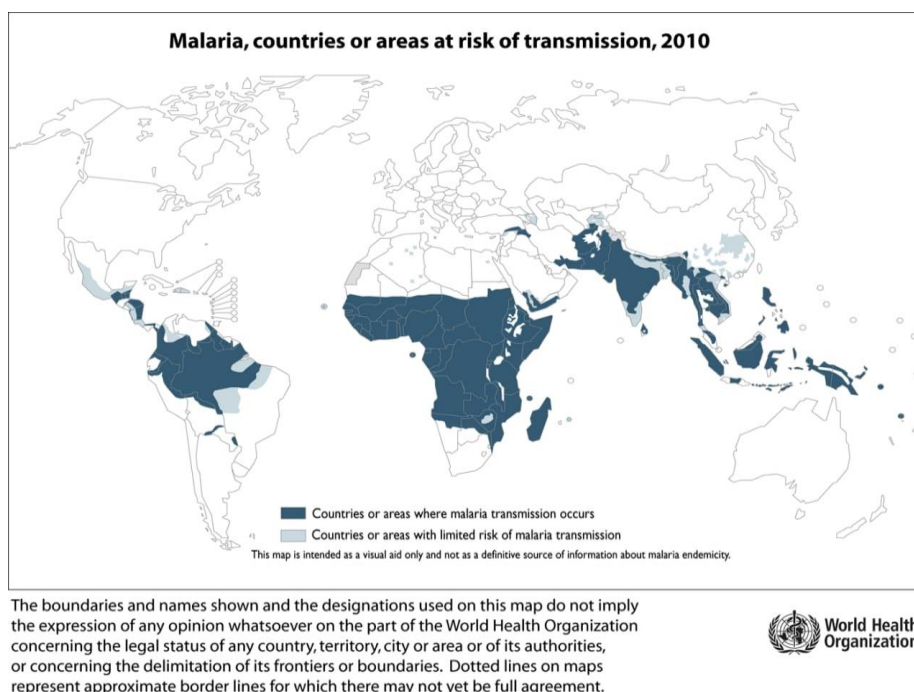 Malaria, countries or areas at risk of transmission, 2010
Countries or areas where malaria transmission occurs
Countries or areas with limited risk of malaria transmission
This map is intended as a visual aid only and not as a definitive source of information about malaria endemicity.
The boundaries and names shown and the designations used on this map do not imply
the expression of any opinion whatsoever on the part of the World Health Organization
concerning the legal status of any country, territory, city or area or of its authorities,
or concerning the delimitation of its frontiers or boundaries. Dotted lines on maps
represent approximate border lines for which there may not yet be full agreement.
World Health
Organization